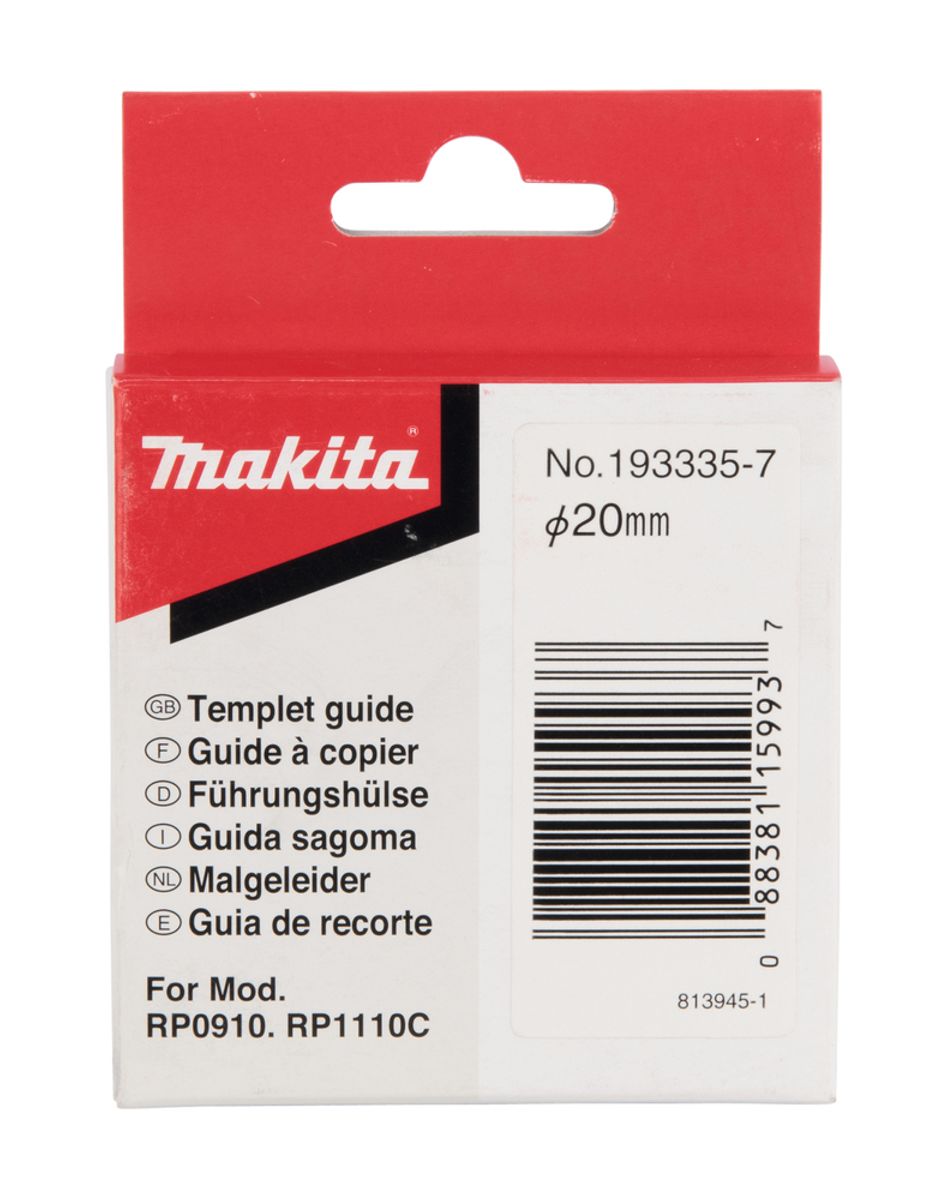 makita®
No.193335-7
ϕ20mm
GB Templet guide
F Guide à copier
D Führungshülse
I Guida sagoma
NL Malgeleider
E Guia de recorte
For Mod.
RP0910. RP1110C
0 88381 15993 7
813945-1